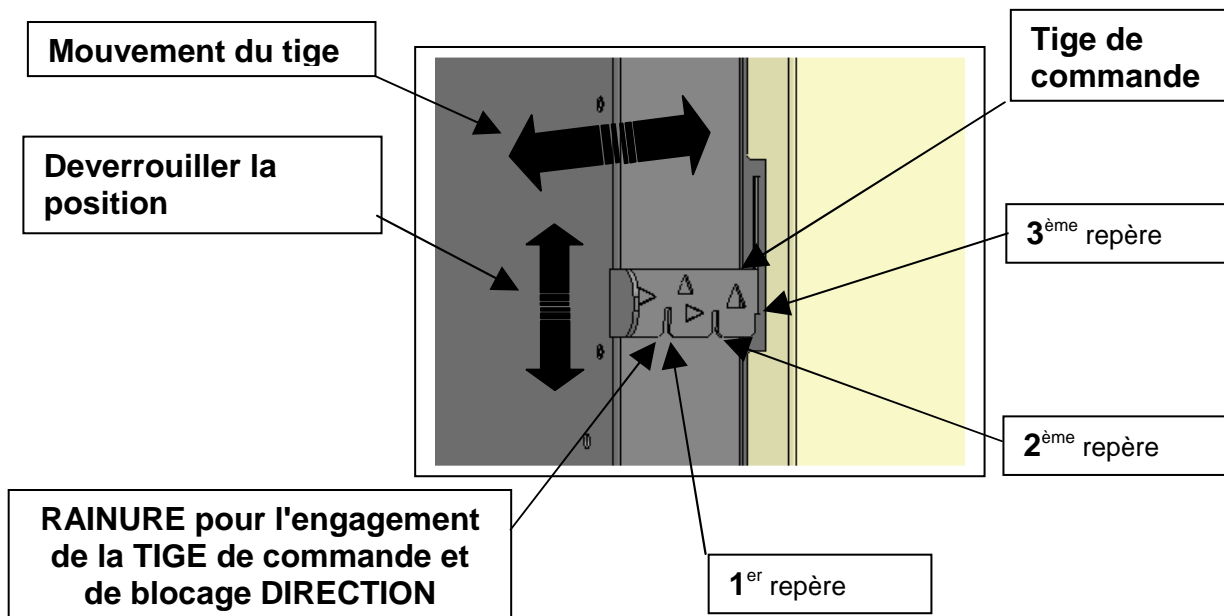 Mouvement du tige
Tige de
commande
Deverrouiller la
position
3ème repère
2ème repère
RAINURE pour l'engagement
de la TIGE de commande et
de blocage DIRECTION
1er repère